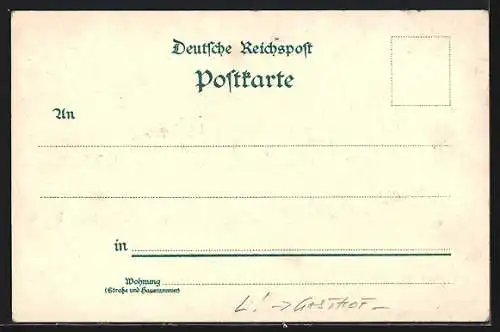 Deutsche Reichspost
Postkarte
An
in
Wohnung
(Straße und Hausnummer)
L! → GASTHOF –